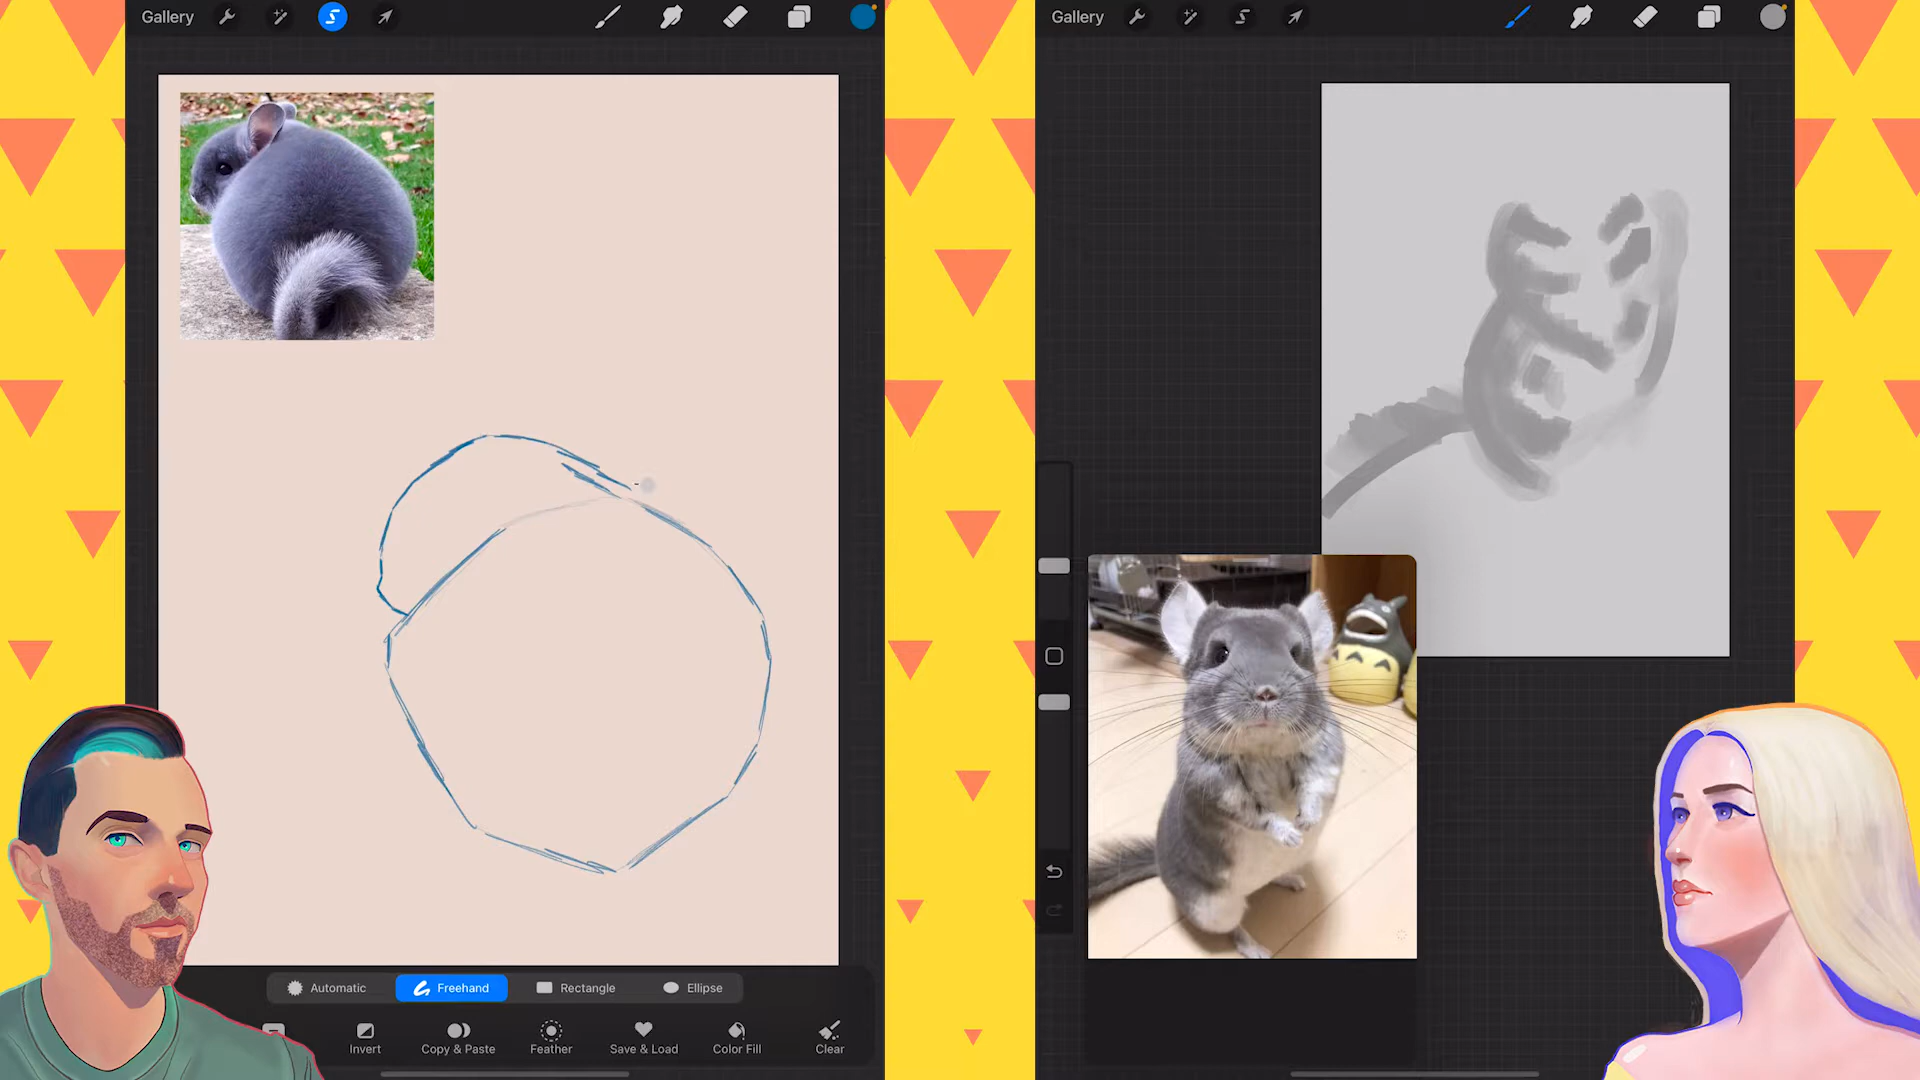 Gallery
Automatic
Freehand
Rectangle
Ellipse
Invert
Copy & Paste
Feather
Save & Load
Color Fill
Clear
Gallery